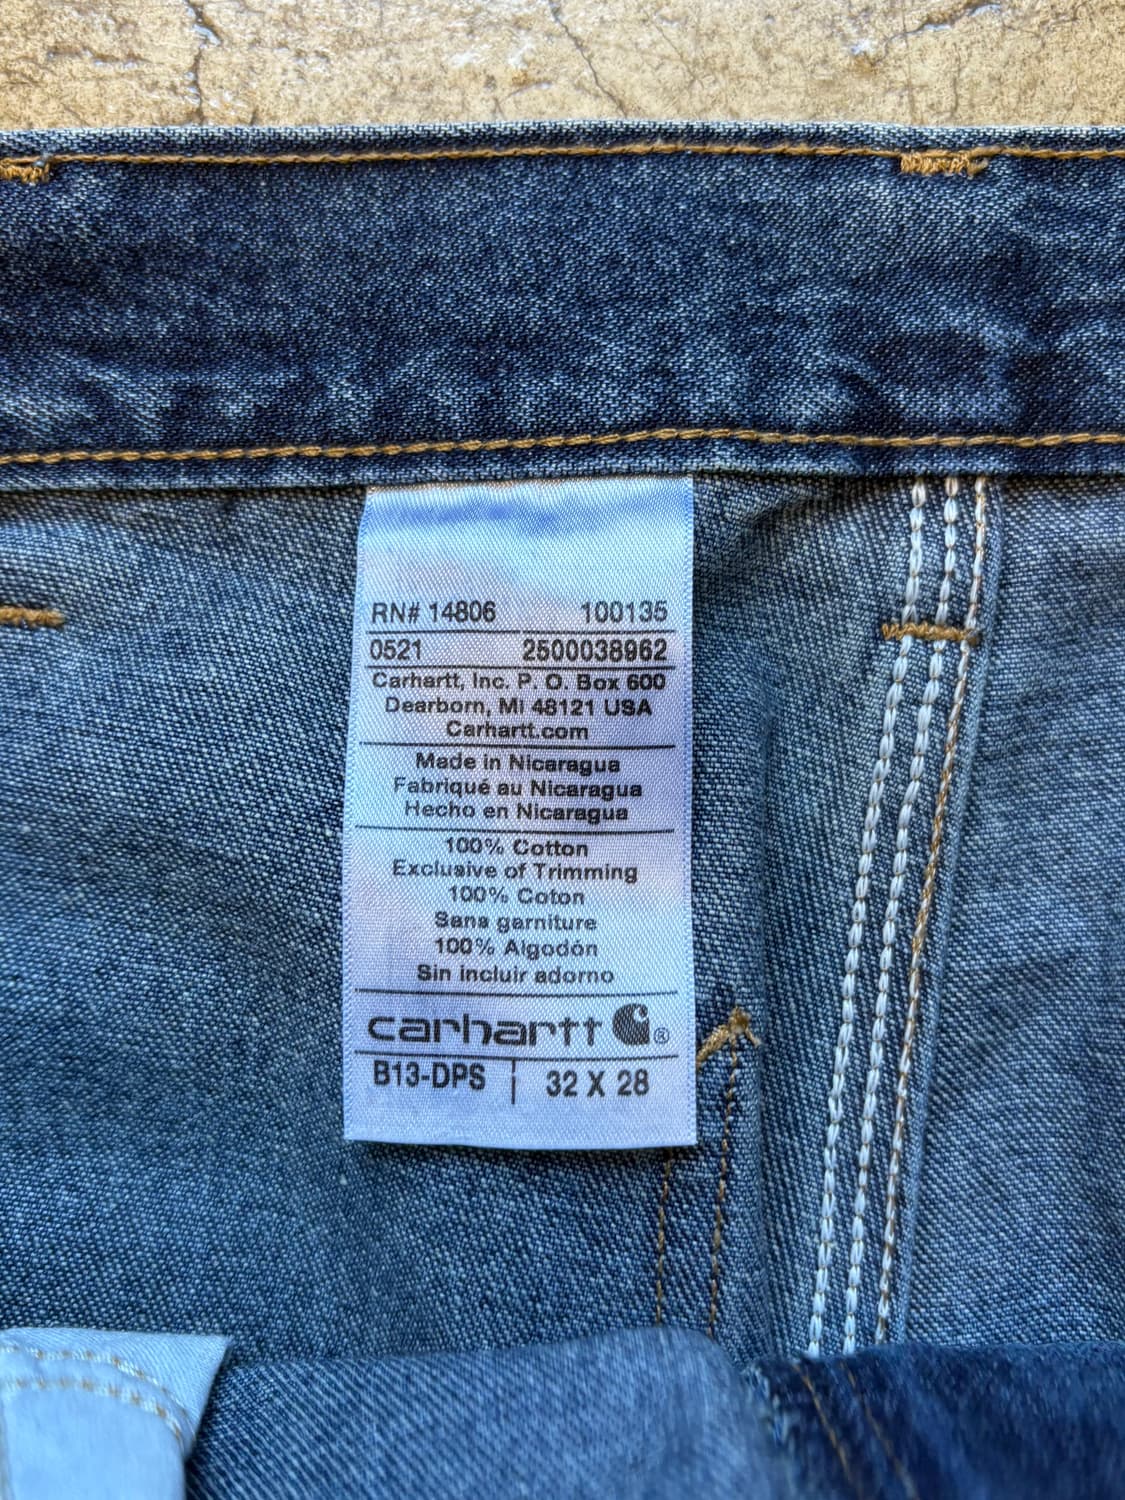 RN# 14806 100135
0521 2500038962
Carhartt, Inc. P. O. Box 600
Dearborn, MI 48121 USA
Carhartt.com
Made in Nicaragua
Fabriqué au Nicaragua
Hecho en Nicaragua
100% Cotton
Exclusive of Trimming
100% Coton
Sans garniture
100% Algodón
Sin incluir adorno
carhartt ®
B13-DPS | 32 X 28